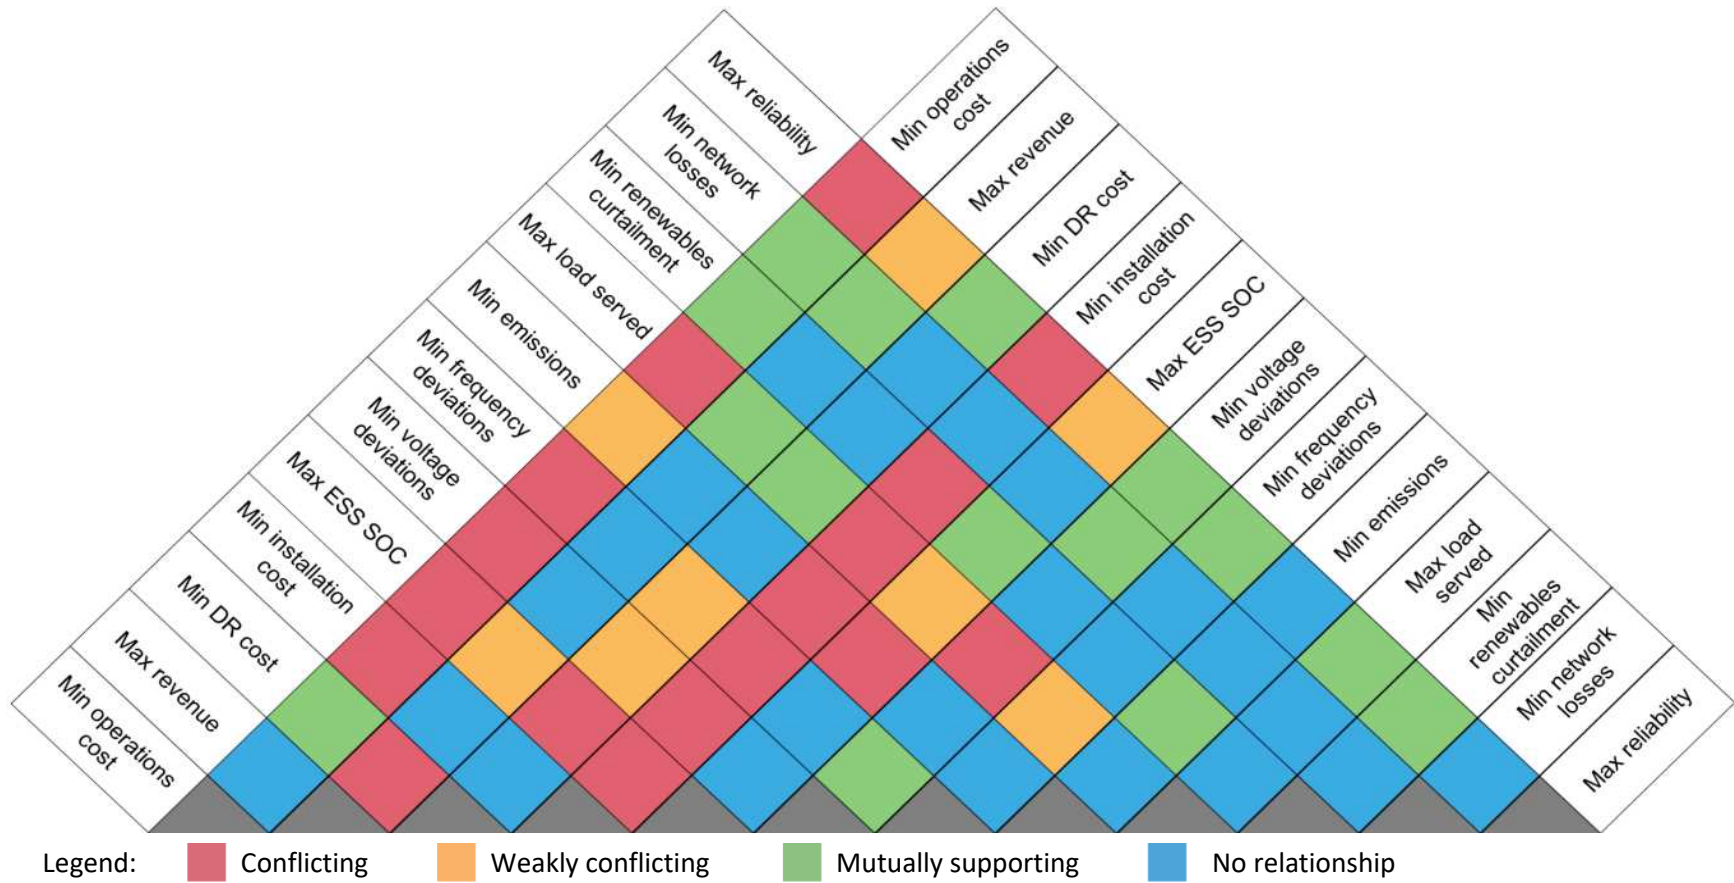 Max reliability
Min network
losses
Min renewables
curtailment
Max load served
Min emissions
Min frequency
deviations
Min voltage
deviations
Max ESS SOC
Min installation
cost
Min DR cost
Max revenue
Min operations
cost
Min operations
cost
Max revenue
Min DR cost
Min installation
cost
Max ESS SOC
Min voltage
deviations
Min frequency
deviations
Min emissions
Max load
served
Min
renewables
curtailment
Min network
losses
Max reliability
Legend: Conflicting Weakly conflicting Mutually supporting No relationship